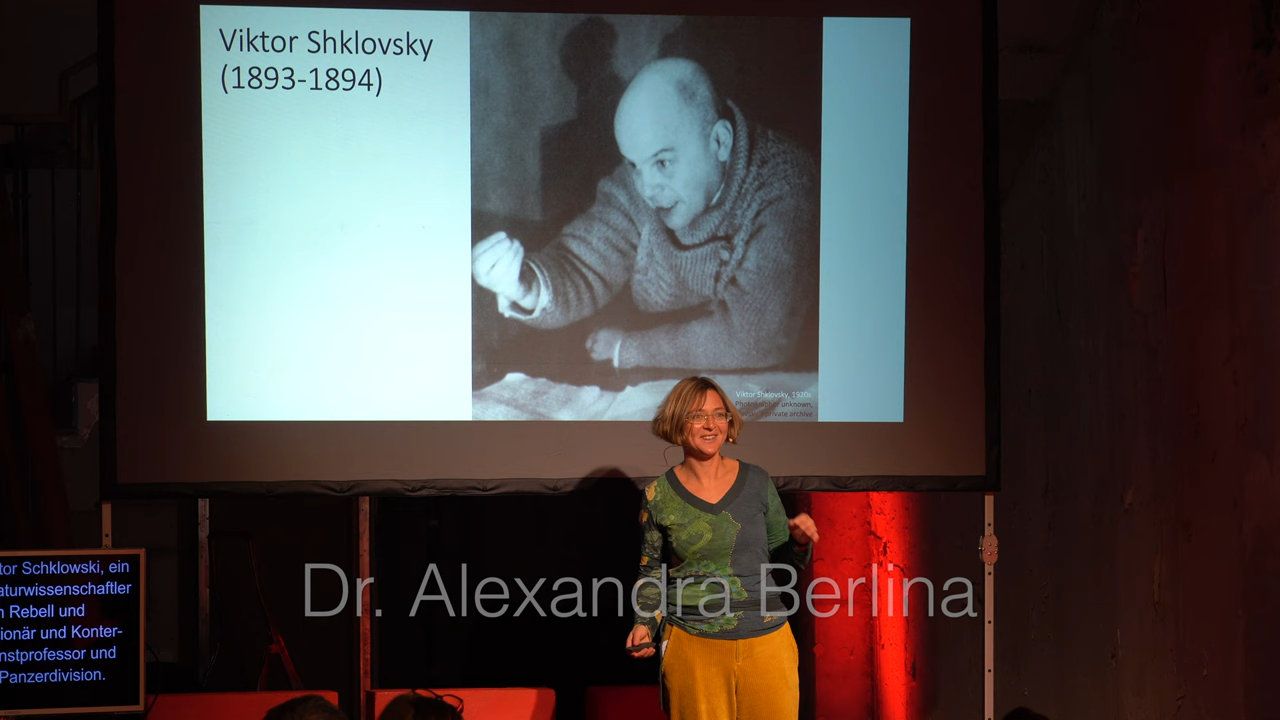 Viktor Shklovsky
(1893-1894)
Viktor Shklovsky, 1920s.
unknown,
private archive
Dr. Alexandra Berlina
tor Schklowski, ein
aturwissenschaftler
n Rebell und
ionär und Konter-
nstprofessor und
Panzerdivision.